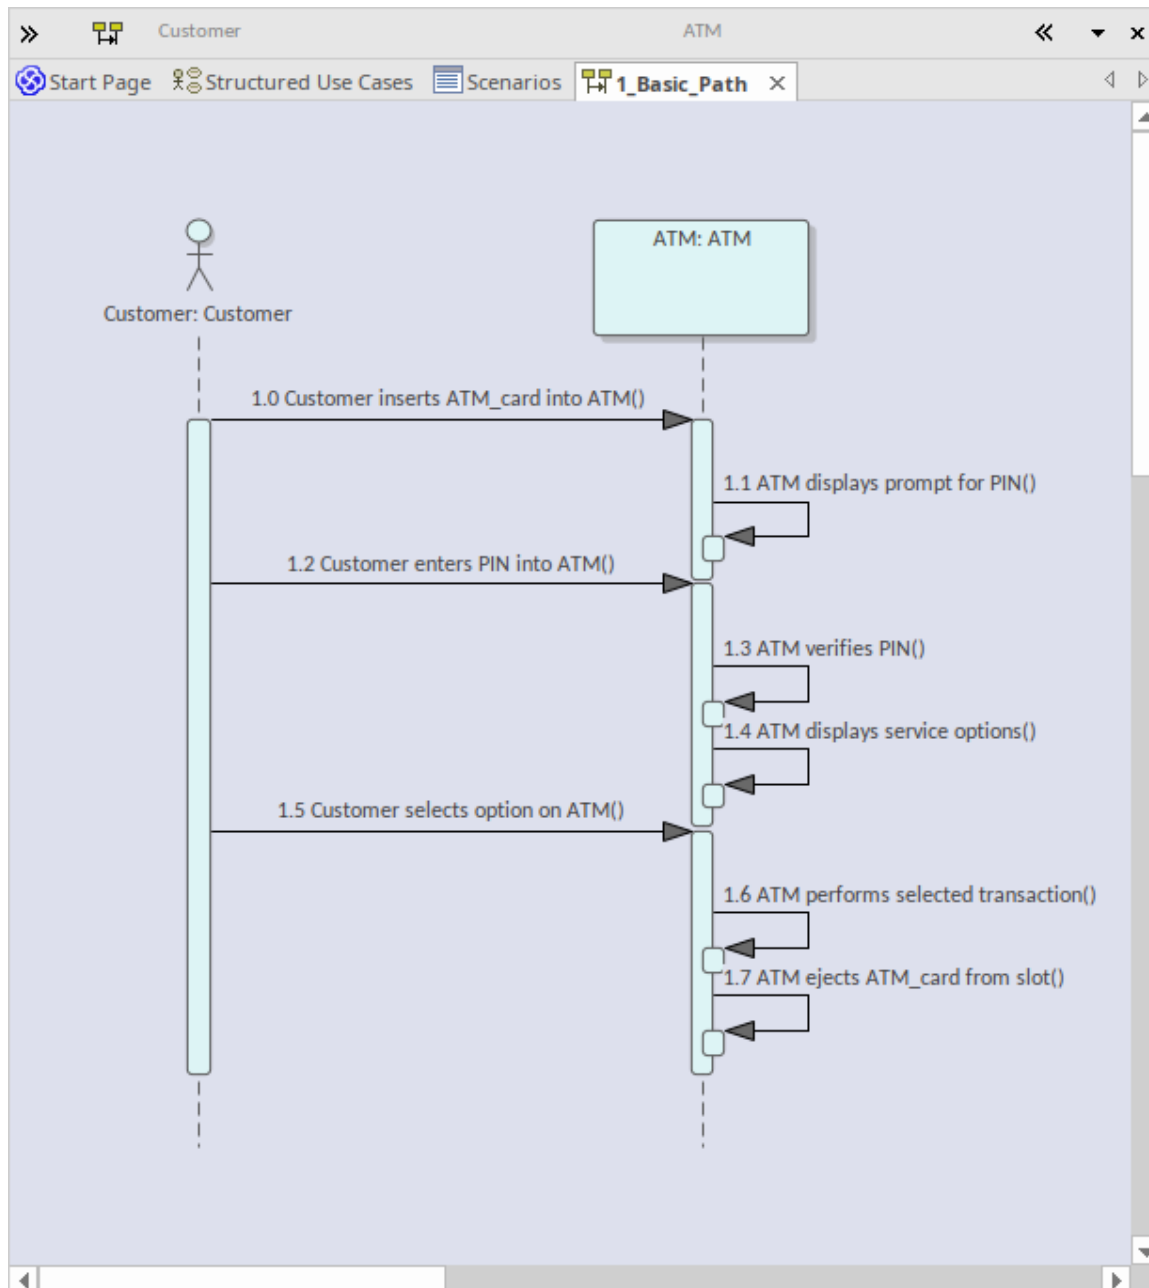 Customer
ATM
Start Page
Structured Use Cases
Scenarios
1_Basic_Path
ATM: ATM
Customer: Customer
1.0 Customer inserts ATM_card into ATM()
1.1 ATM displays prompt for PIN()
1.2 Customer enters PIN into ATM()
1.3 ATM verifies PIN()
1.4 ATM displays service options()
1.5 Customer selects option on ATM()
1.6 ATM performs selected transaction()
1.7 ATM ejects ATM_card from slot()